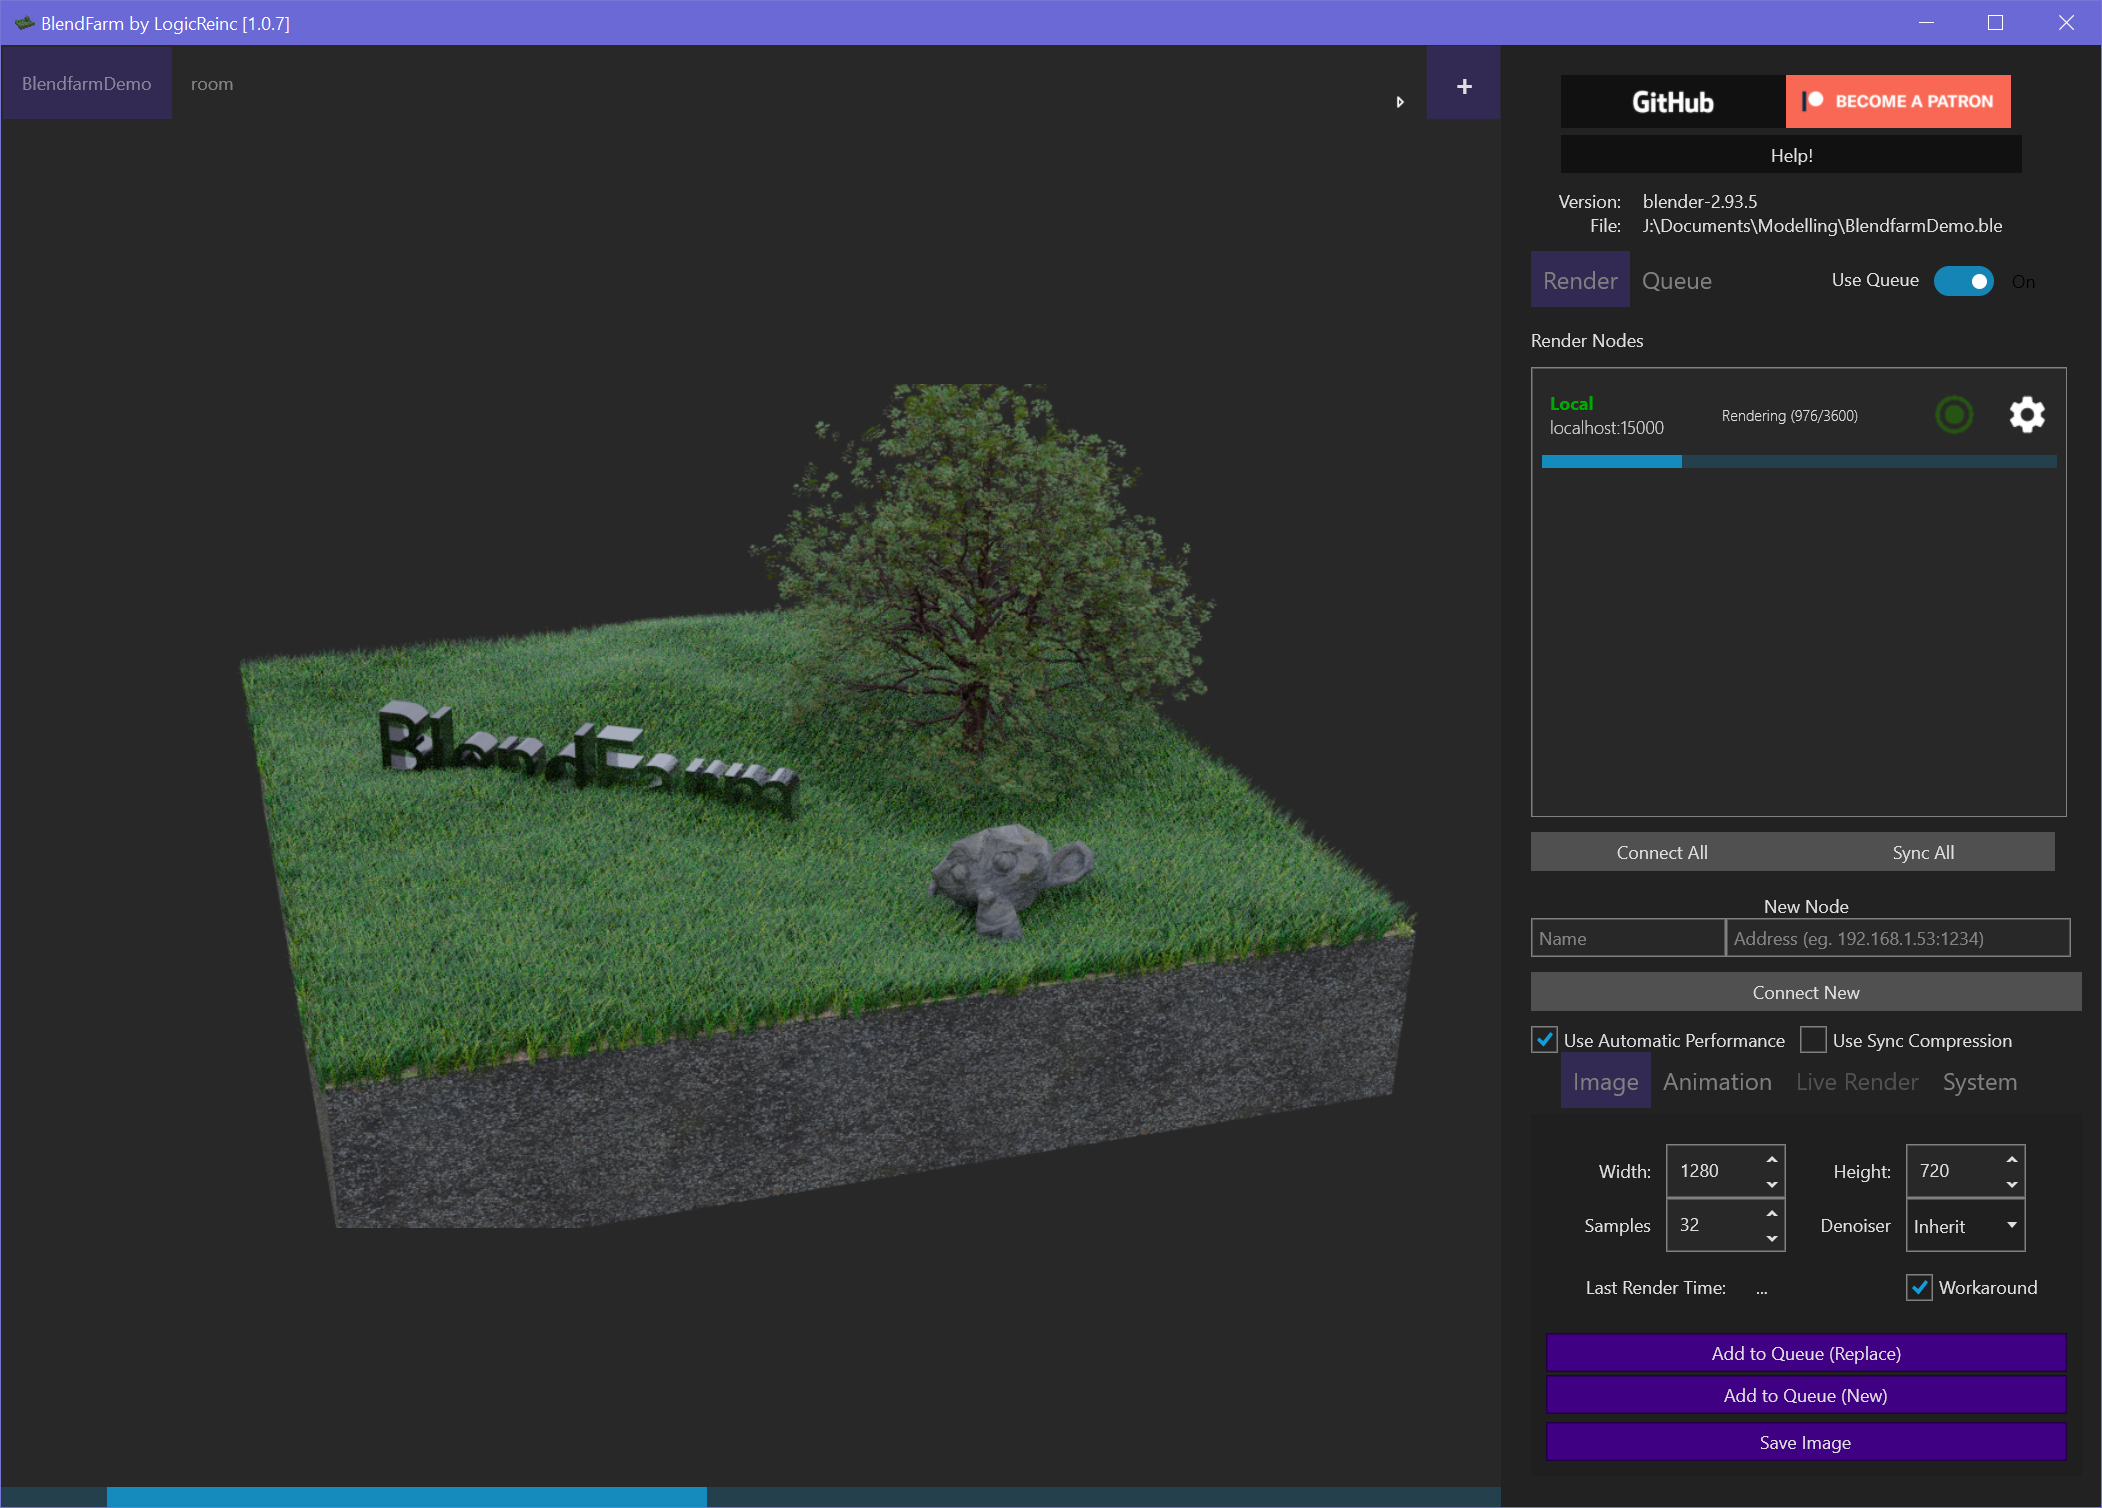 BlendFarm by LogicReinc [1.0.7]
BlendfarmDemo room
+
GitHub BECOME A PATRON
Help!
Version: blender-2.93.5
File: J:\Documents\Modelling\BlendfarmDemo.ble
Render Queue Use Queue On
Render Nodes
Local
localhost:15000 Rendering (976/3600)
BlendFarm
Connect All Sync All
New Node
Name Address (eg. 192.168.1.53:1234)
Connect New
Use Automatic Performance Use Sync Compression
Image Animation Live Render System
Width: 1280 Height: 720
Samples 32 Denoiser Inherit
Last Render Time: ... Workaround
Add to Queue (Replace)
Add to Queue (New)
Save Image